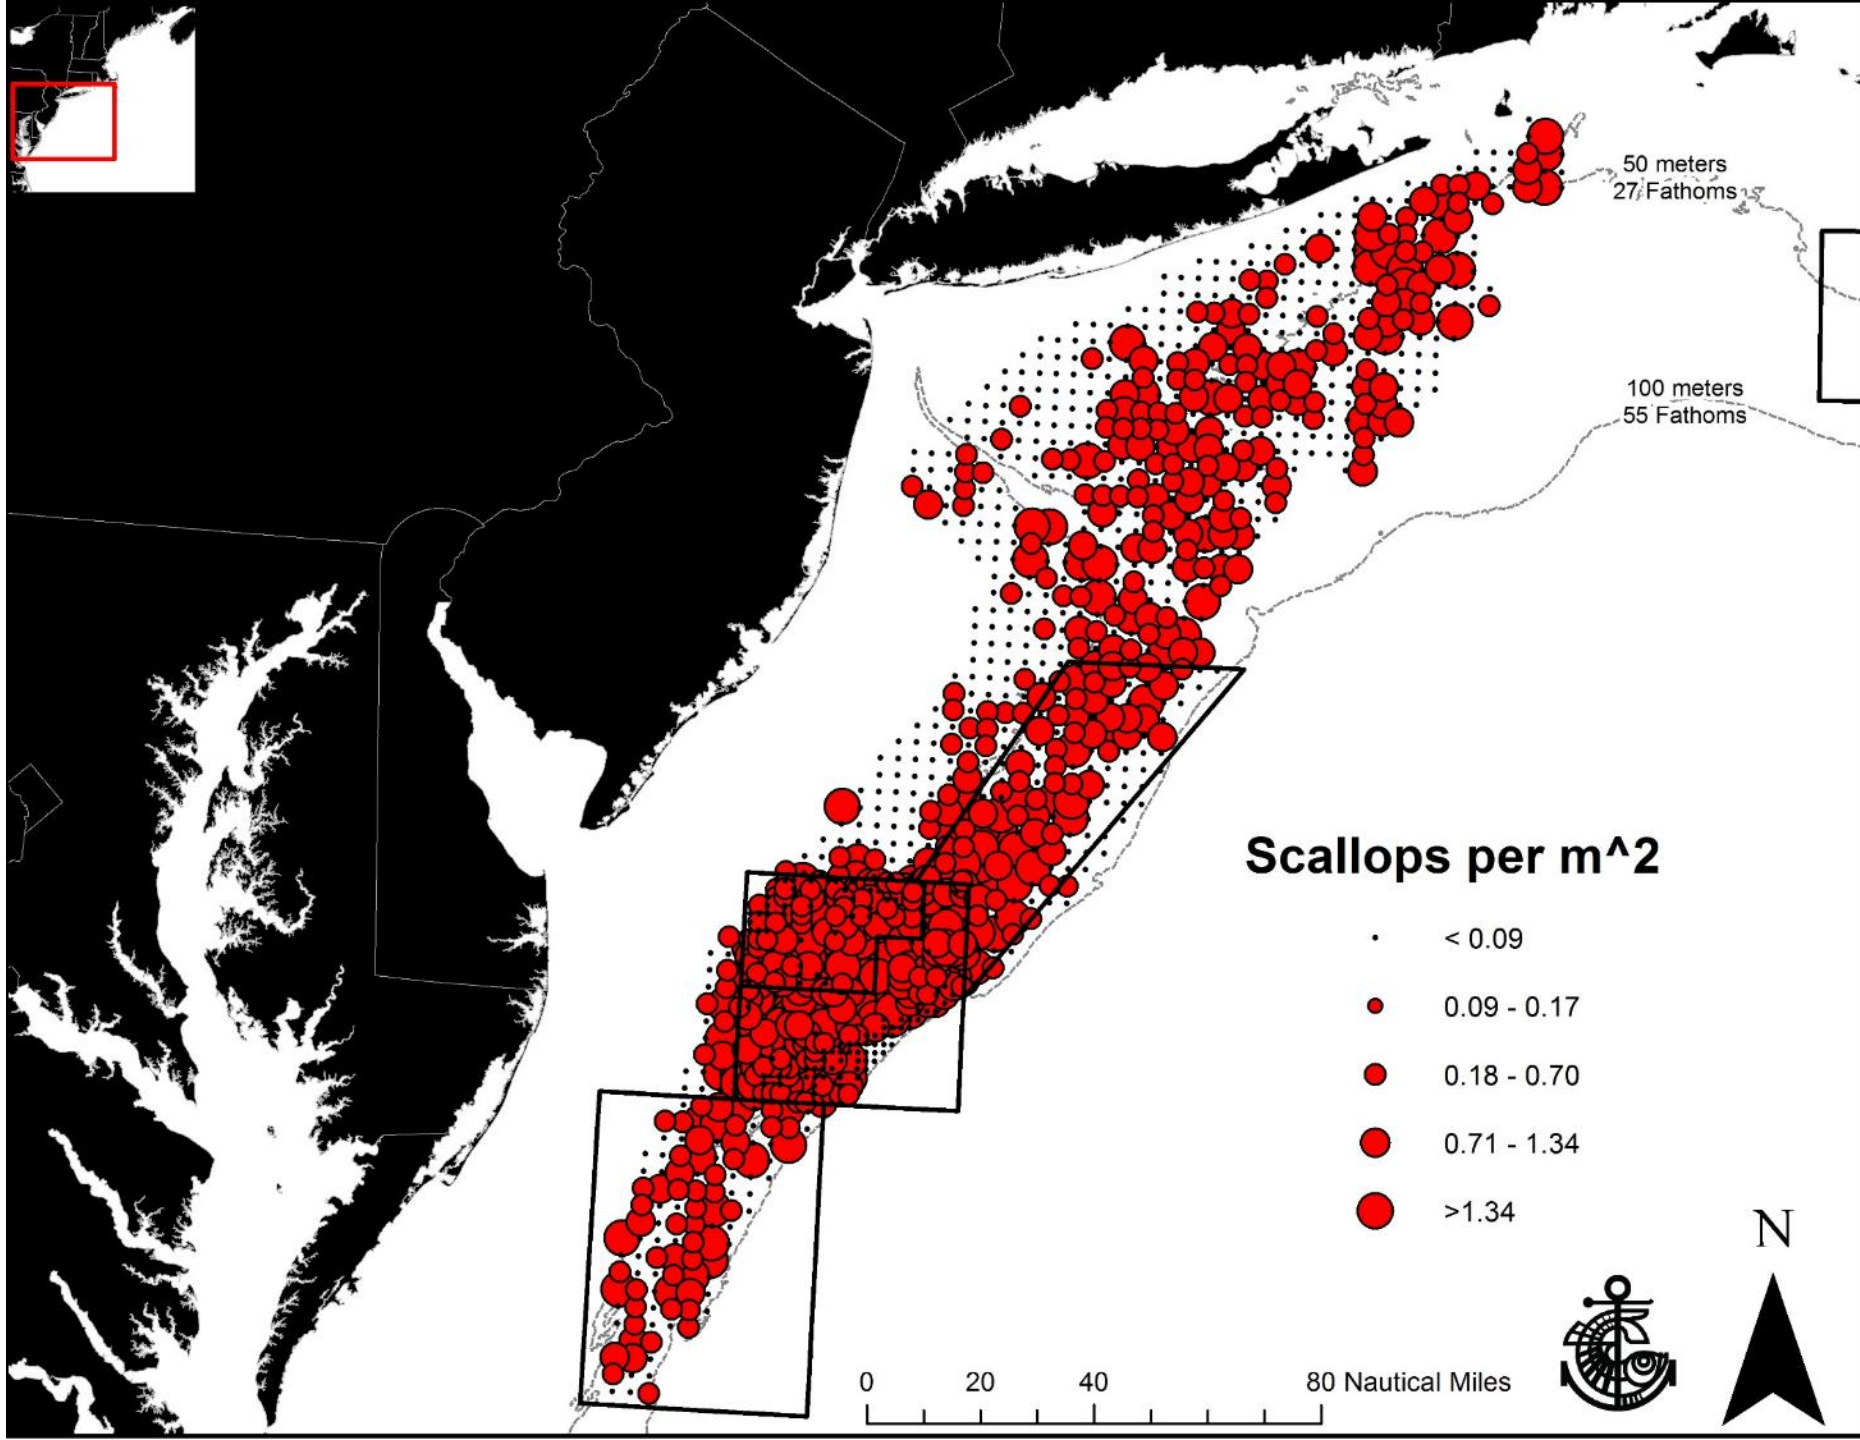 50 meters
27 Fathoms
100 meters
55 Fathoms
Scallops per m^2
< 0.09
0.09 - 0.17
0.18 - 0.70
0.71 - 1.34
>1.34
N
0 20 40 80 Nautical Miles